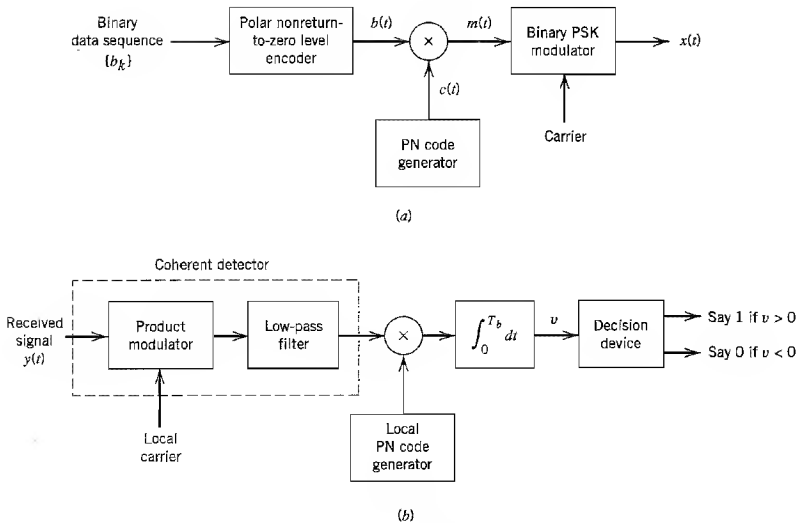 Binary
data sequence
{b_k}
Polar nonreturn-
to-zero level
encoder
b(t)
×
m(t)
Binary PSK
modulator
x(t)
c(t)
PN code
generator
Carrier
(a)
Coherent detector
Received
signal
y(t)
Product
modulator
Low-pass
filter
×
∫_0^{T_b} dt
v
Decision
device
Say 1 if v > 0
Say 0 if v < 0
Local
carrier
Local
PN code
generator
(b)